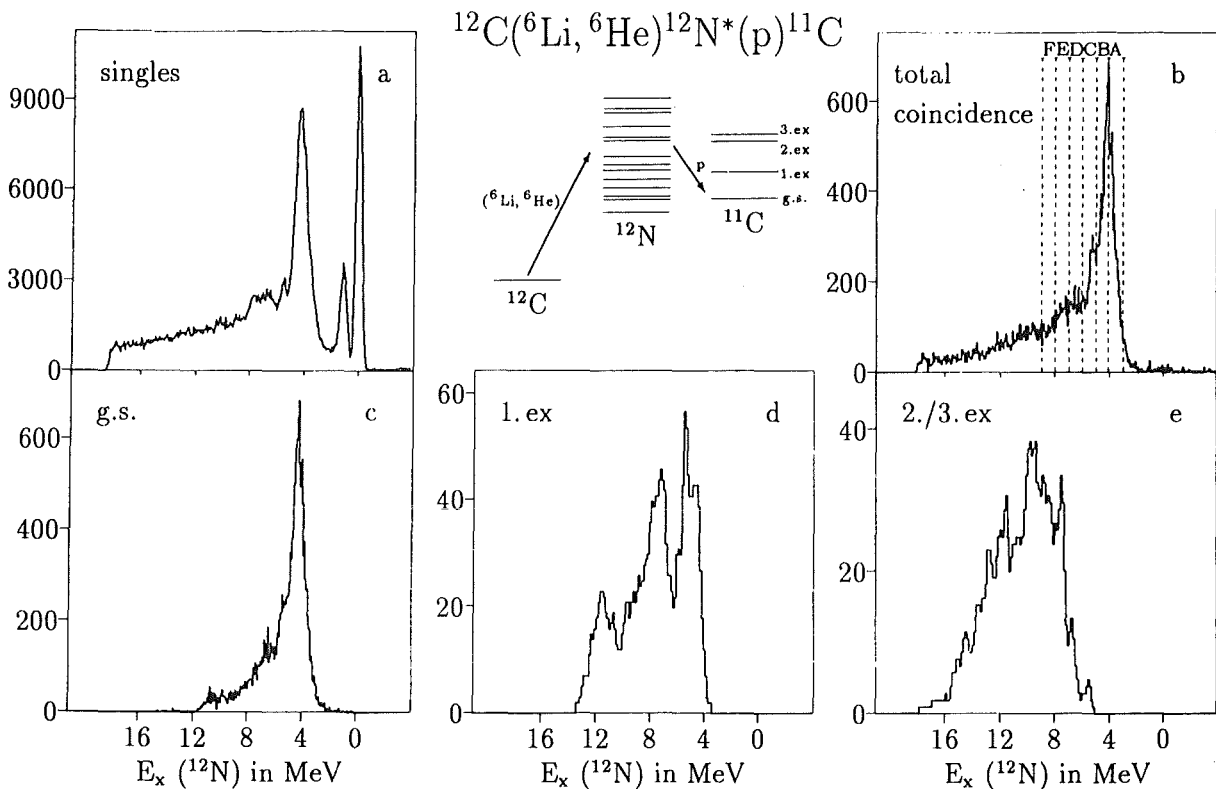 ¹²C(⁶Li, ⁶He)¹²N*(p)¹¹C
singles
a
9000
6000
3000
0
(⁶Li, ⁶He)
¹²C
¹²N
p
3.ex
2.ex
1.ex
g.s.
¹¹C
FEDCBA
total
coincidence
b
600
400
200
0
g.s.
c
600
400
200
0
16 12 8 4 0
Eₓ (¹²N) in MeV
1. ex
d
60
40
20
0
16 12 8 4 0
Eₓ (¹²N) in MeV
2./3. ex
e
40
20
0
16 12 8 4 0
Eₓ (¹²N) in MeV